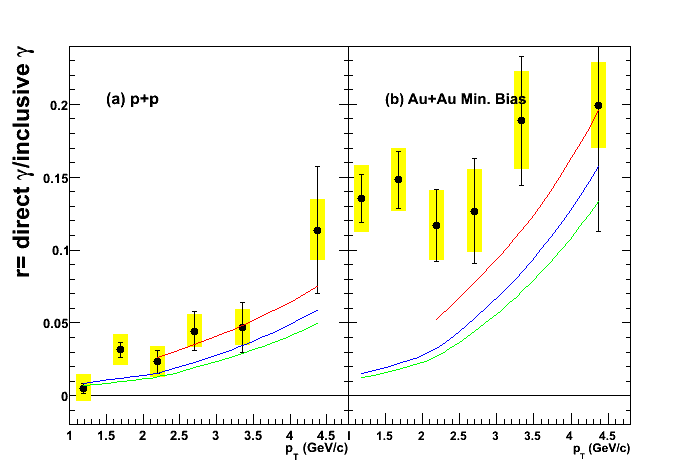 r= direct γ/inclusive γ
(a) p+p
(b) Au+Au Min. Bias
0.2
0.15
0.1
0.05
0
1 1.5 2 2.5 3 3.5 4 4.5
1.5 2 2.5 3 3.5 4 4.5
p_T (GeV/c)
p_T (GeV/c)